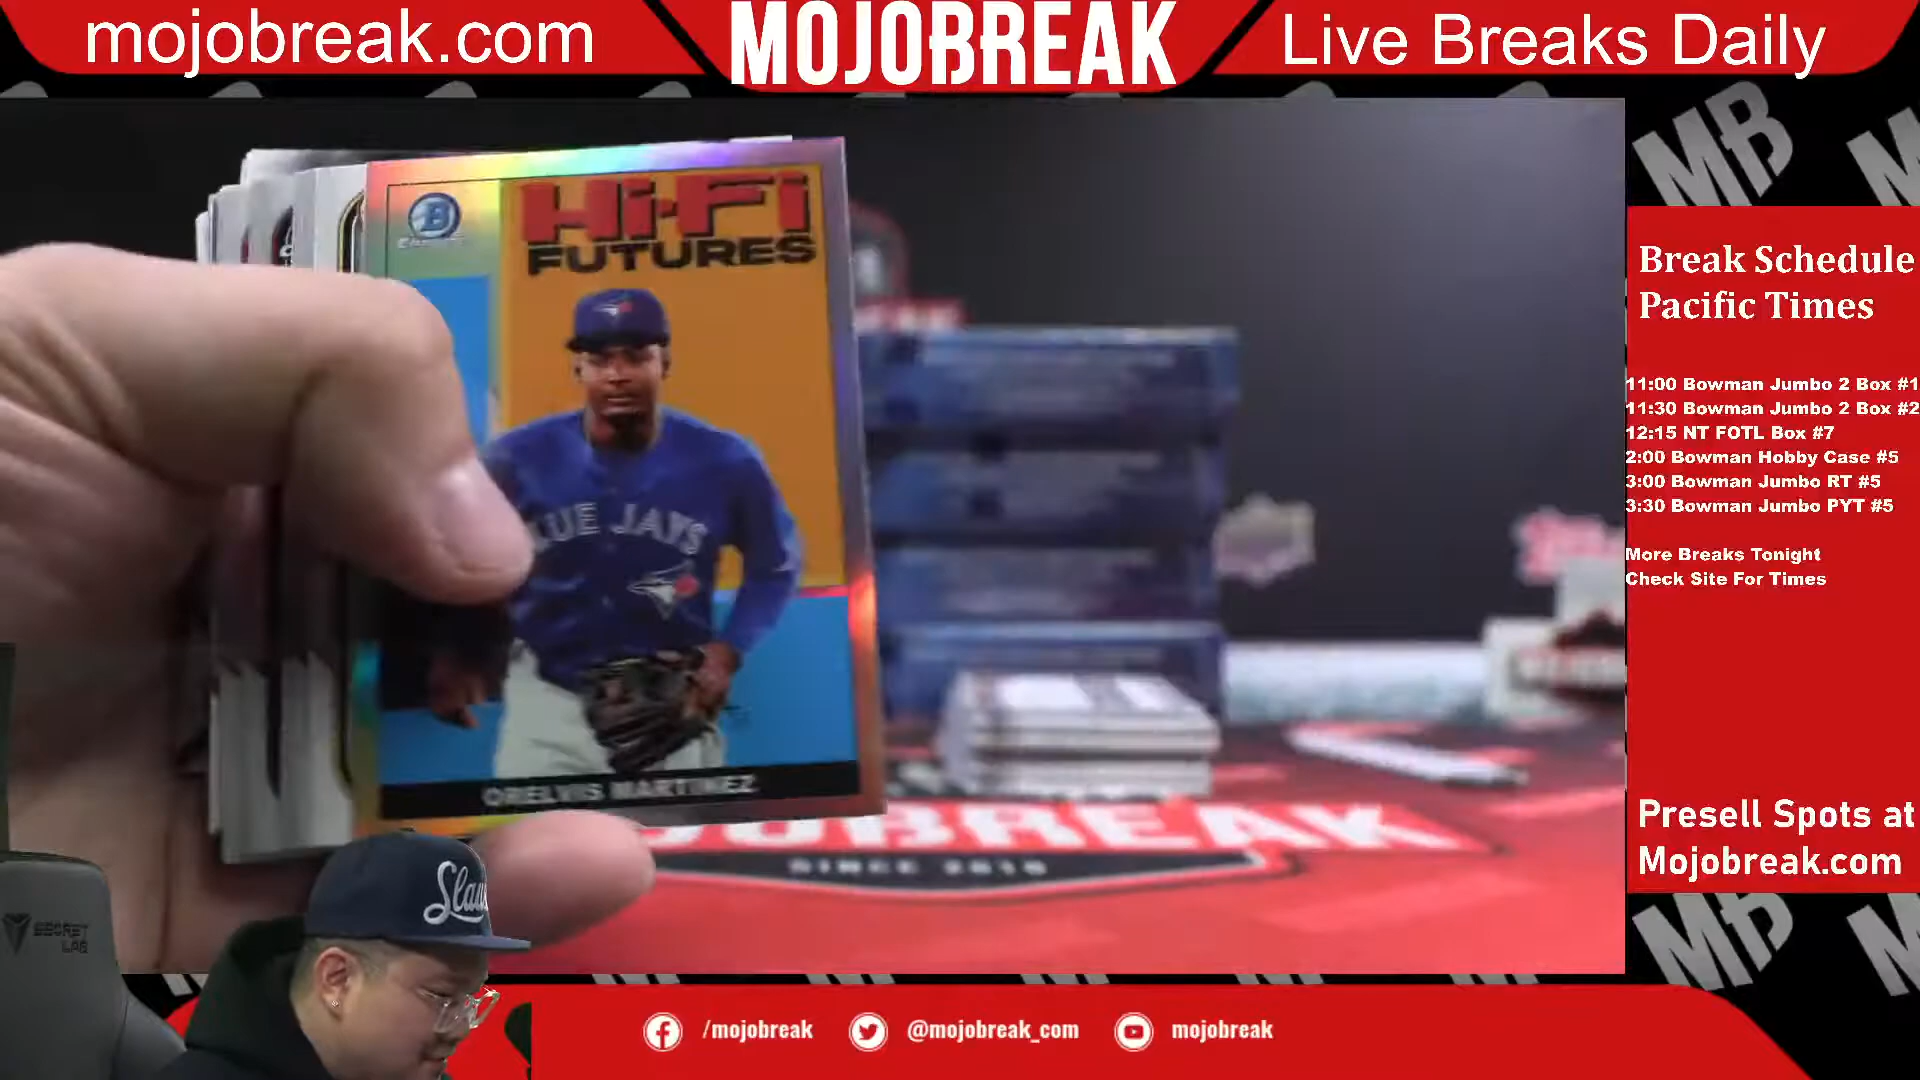 mojobreak.com
MOJOBREAK
Live Breaks Daily
MB
Hi-Fi
FUTURES
BLUE JAYS
ORELVIS MARTINEZ
Break Schedule
Pacific Times
11:00 Bowman Jumbo 2 Box #1
11:30 Bowman Jumbo 2 Box #2
12:15 NT FOTL Box #7
2:00 Bowman Hobby Case #5
3:00 Bowman Jumbo RT #5
3:30 Bowman Jumbo PYT #5
More Breaks Tonight
Check Site For Times
Presell Spots at
Mojobreak.com
MB
MOJOBREAK
SINCE 2010
SECRET
LAB
/mojobreak
@mojobreak_com
mojobreak